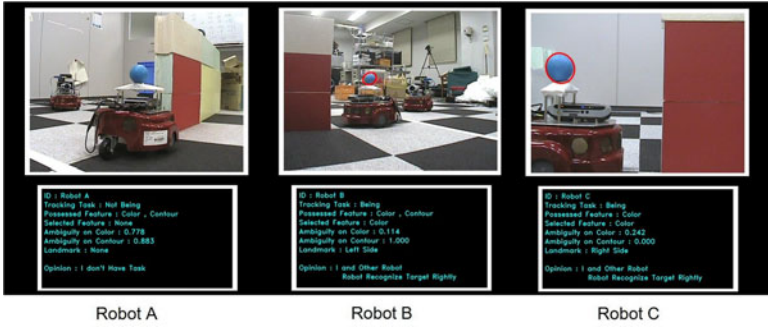 ID : Robot A
Tracking Task : Not Being
Possessed Feature : Color , Contour
Selected Feature : None
Ambiguity on Color : 0.778
Ambiguity on Contour : 0.883
Landmark : None
Opinion : I don't Have Task
ID : Robot B
Tracking Task : Being
Possessed Feature : Color , Contour
Selected Feature : Color
Ambiguity on Color : 0.114
Ambiguity on Contour : 1.000
Landmark : Left Side
Opinion : I and Other Robot
Robot Recognize Target Rightly
ID : Robot C
Tracking Task : Being
Possessed Feature : Color
Selected Feature : Color
Ambiguity on Color : 0.242
Ambiguity on Contour : 0.000
Landmark : Right Side
Opinion : I and Other Robot
Robot Recognize Target Rightly
Robot A
Robot B
Robot C